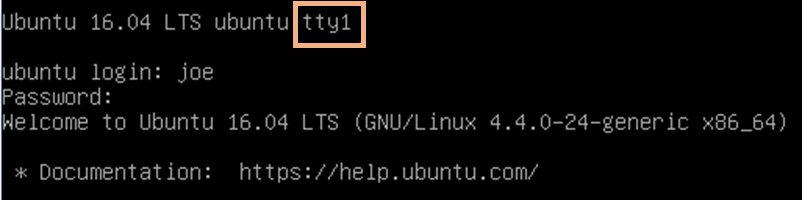 Ubuntu 16.04 LTS ubuntu tty1
ubuntu login: joe
Password:
Welcome to Ubuntu 16.04 LTS (GNU/Linux 4.4.0-24-generic x86_64)
* Documentation:  https://help.ubuntu.com/